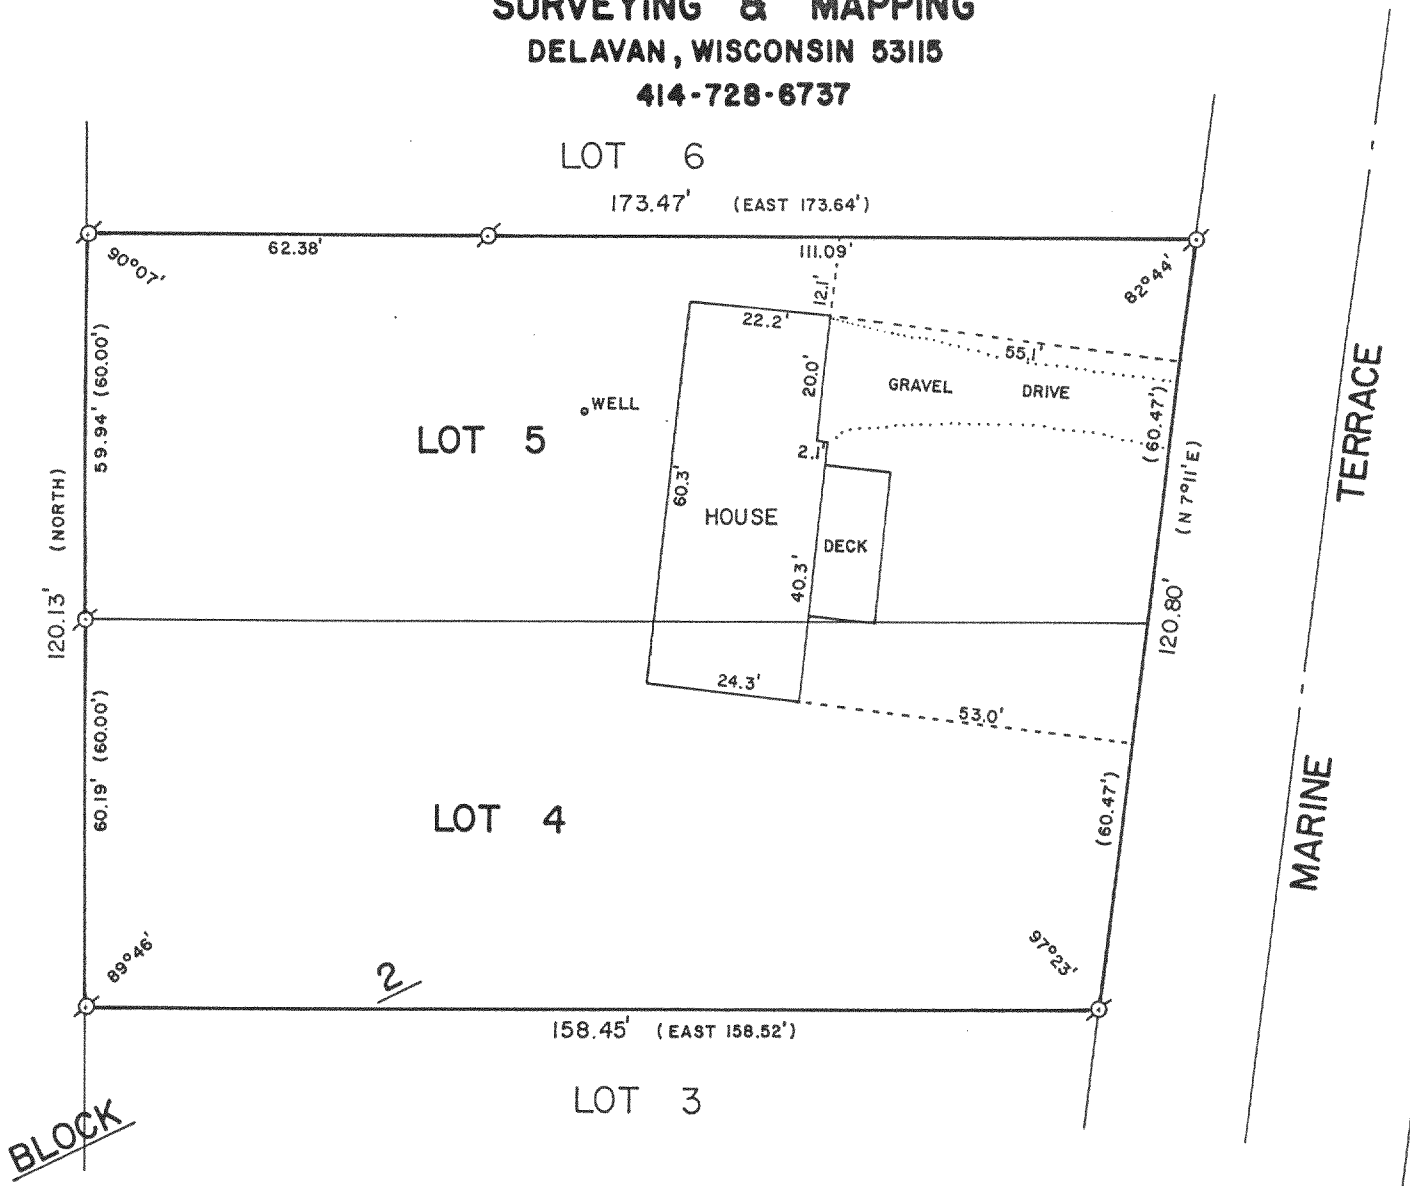 SURVEYING & MAPPING
DELAVAN, WISCONSIN 53115
414-728-6737
LOT 6
173.47' (EAST 173.64')
62.38'
111.09'
90°07'
82°44'
12.1'
22.2'
55.1'
20.0'
GRAVEL DRIVE
WELL
LOT 5
59.94' (60.00')
(60.47')
2.1'
60.3'
HOUSE
DECK
40.3'
(NORTH)
120.13'
(N 7°11' E)
120.80'
TERRACE
24.3'
53.0'
60.19' (60.00')
(60.47')
LOT 4
MARINE
89°46'
97°23'
2
158.45' (EAST 158.52')
LOT 3
BLOCK